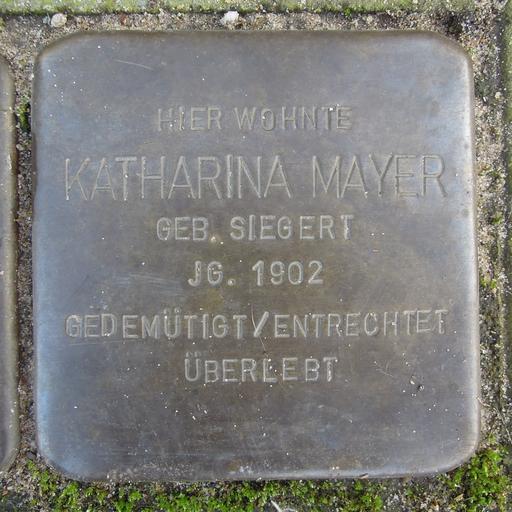 HIER WOHNTE
KATHARINA MAYER
GEB. SIEGERT
JG. 1902
GEDEMÜTIGT/ENTRECHTET
ÜBERLEBT